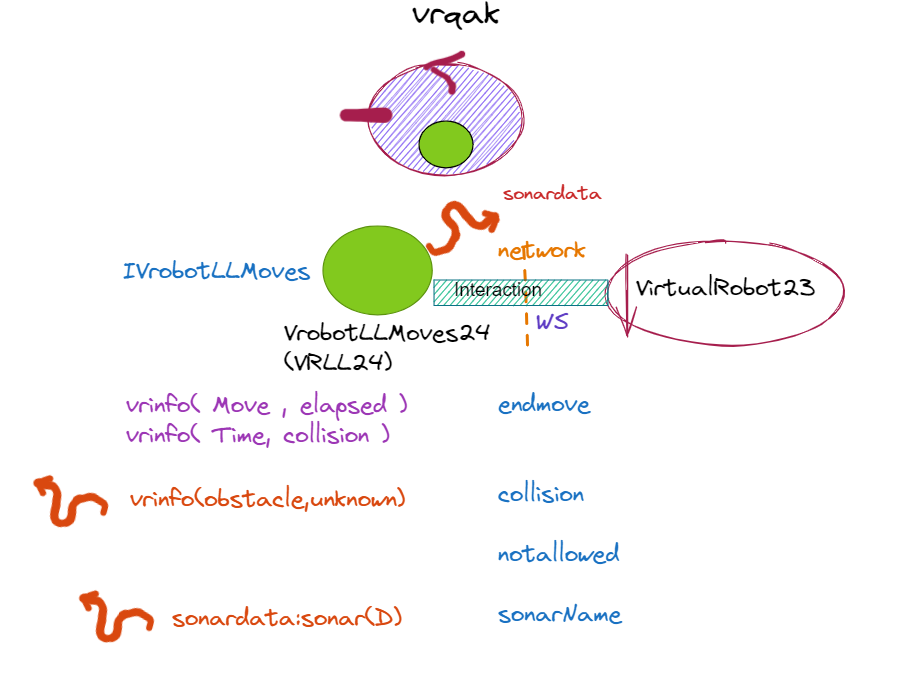 vrqak
sonardata
network
IVrobotLLMoves
Interaction
VirtualRobot23
WS
VrobotLLMoves24
(VRLL24)
vrinfo( Move , elapsed )
endmove
vrinfo( Time, collision )
vrinfo(obstacle,unknown)
collision
notallowed
sonardata:sonar(D)
sonarName